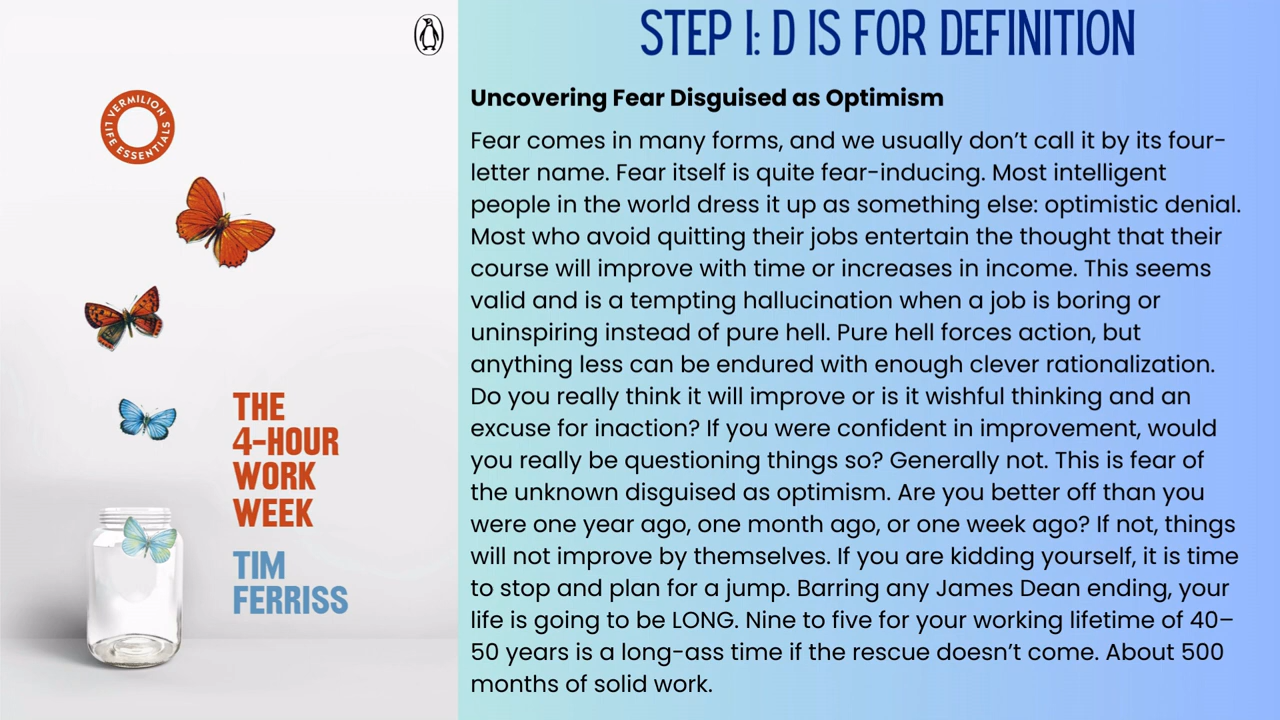 VERMILION
LIFE ESSENTIALS
THE
4-HOUR
WORK
WEEK
TIM
FERRISS
STEP 1: D IS FOR DEFINITION
Uncovering Fear Disguised as Optimism
Fear comes in many forms, and we usually don’t call it by its four-
letter name. Fear itself is quite fear-inducing. Most intelligent
people in the world dress it up as something else: optimistic denial.
Most who avoid quitting their jobs entertain the thought that their
course will improve with time or increases in income. This seems
valid and is a tempting hallucination when a job is boring or
uninspiring instead of pure hell. Pure hell forces action, but
anything less can be endured with enough clever rationalization.
Do you really think it will improve or is it wishful thinking and an
excuse for inaction? If you were confident in improvement, would
you really be questioning things so? Generally not. This is fear of
the unknown disguised as optimism. Are you better off than you
were one year ago, one month ago, or one week ago? If not, things
will not improve by themselves. If you are kidding yourself, it is time
to stop and plan for a jump. Barring any James Dean ending, your
life is going to be LONG. Nine to five for your working lifetime of 40–
50 years is a long-ass time if the rescue doesn’t come. About 500
months of solid work.